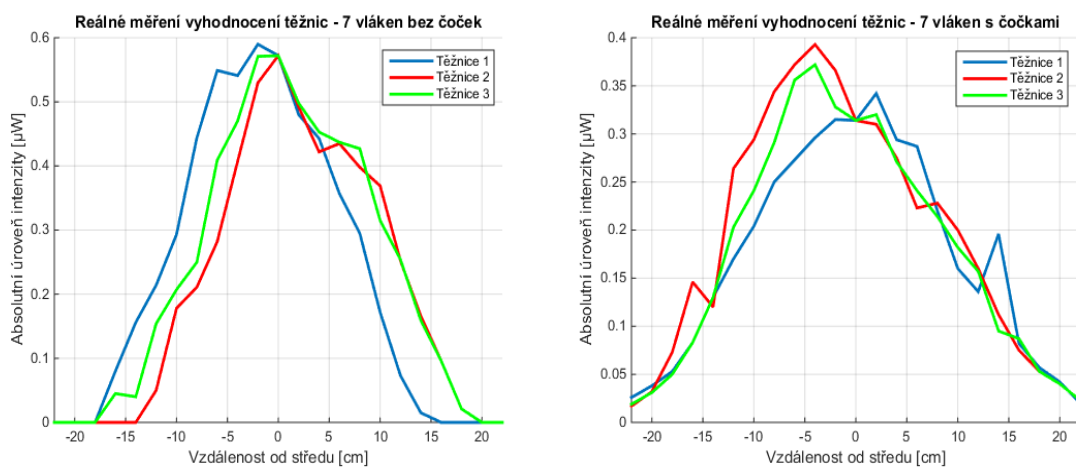 Reálné měření vyhodnocení těžnic - 7 vláken bez čoček
0.6
0.5
0.4
0.3
0.2
0.1
0
-20 -15 -10 -5 0 5 10 15 20
Absolutní úroveň intenzity [µW]
Vzdálenost od středu [cm]
Těžnice 1
Těžnice 2
Těžnice 3
Reálné měření vyhodnocení těžnic - 7 vláken s čočkami
0.4
0.35
0.3
0.25
0.2
0.15
0.1
0.05
0
-20 -15 -10 -5 0 5 10 15 20
Absolutní úroveň intenzity [µW]
Vzdálenost od středu [cm]
Těžnice 1
Těžnice 2
Těžnice 3